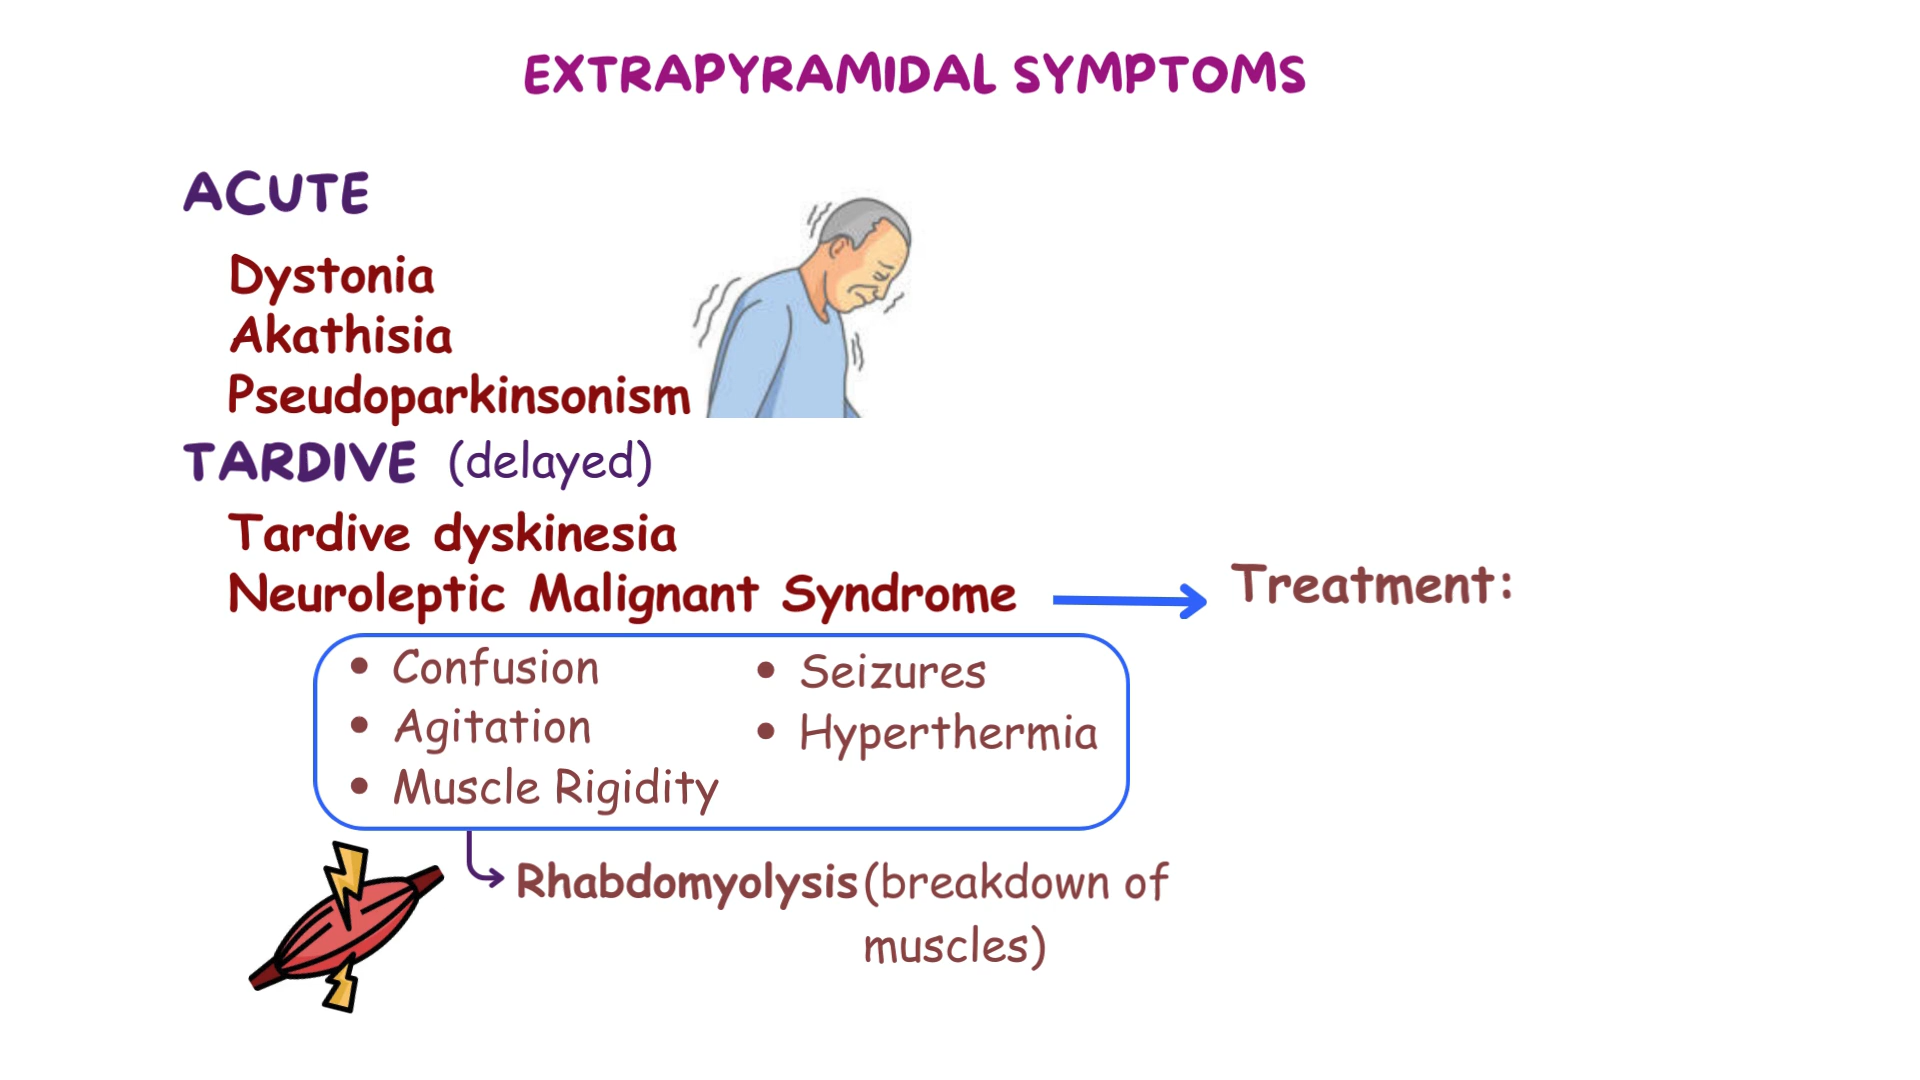 EXTRAPYRAMIDAL SYMPTOMS
ACUTE
Dystonia
Akathisia
Pseudoparkinsonism
TARDIVE (delayed)
Tardive dyskinesia
Neuroleptic Malignant Syndrome
Treatment:
• Confusion
• Agitation
• Muscle Rigidity
• Seizures
• Hyperthermia
Rhabdomyolysis (breakdown of
muscles)